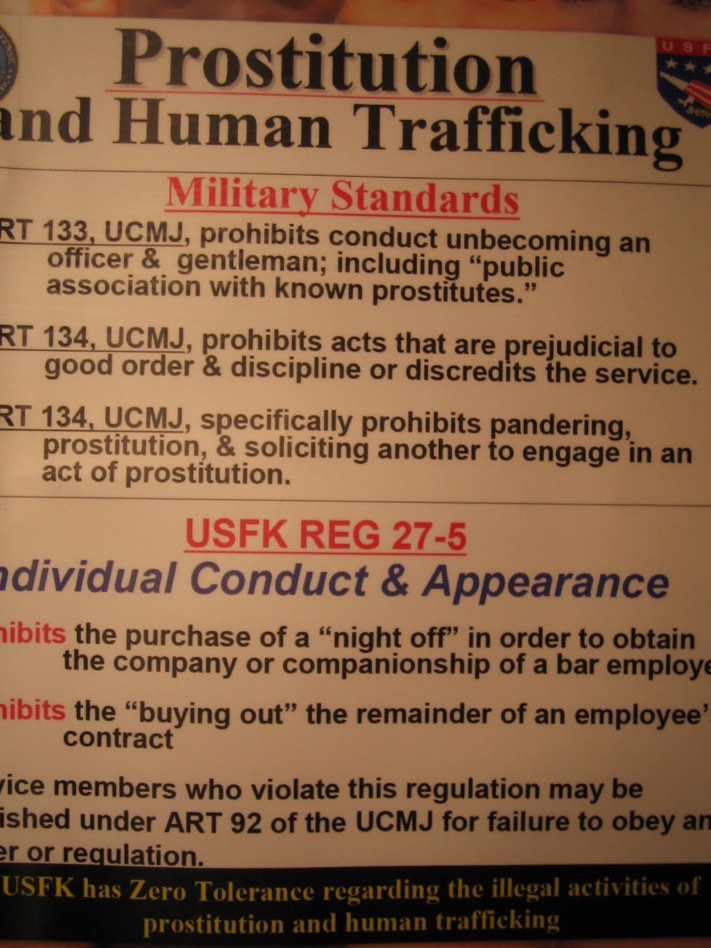 Prostitution
and Human Trafficking
U S F
Military Standards
RT 133, UCMJ, prohibits conduct unbecoming an
officer & gentleman; including “public
association with known prostitutes.”
RT 134, UCMJ, prohibits acts that are prejudicial to
good order & discipline or discredits the service.
RT 134, UCMJ, specifically prohibits pandering,
prostitution, & soliciting another to engage in an
act of prostitution.
USFK REG 27-5
ndividual Conduct & Appearance
hibits the purchase of a “night off” in order to obtain
the company or companionship of a bar employe
hibits the “buying out” the remainder of an employee’
contract
vice members who violate this regulation may be
ished under ART 92 of the UCMJ for failure to obey an
er or regulation.
USFK has Zero Tolerance regarding the illegal activities of
prostitution and human trafficking